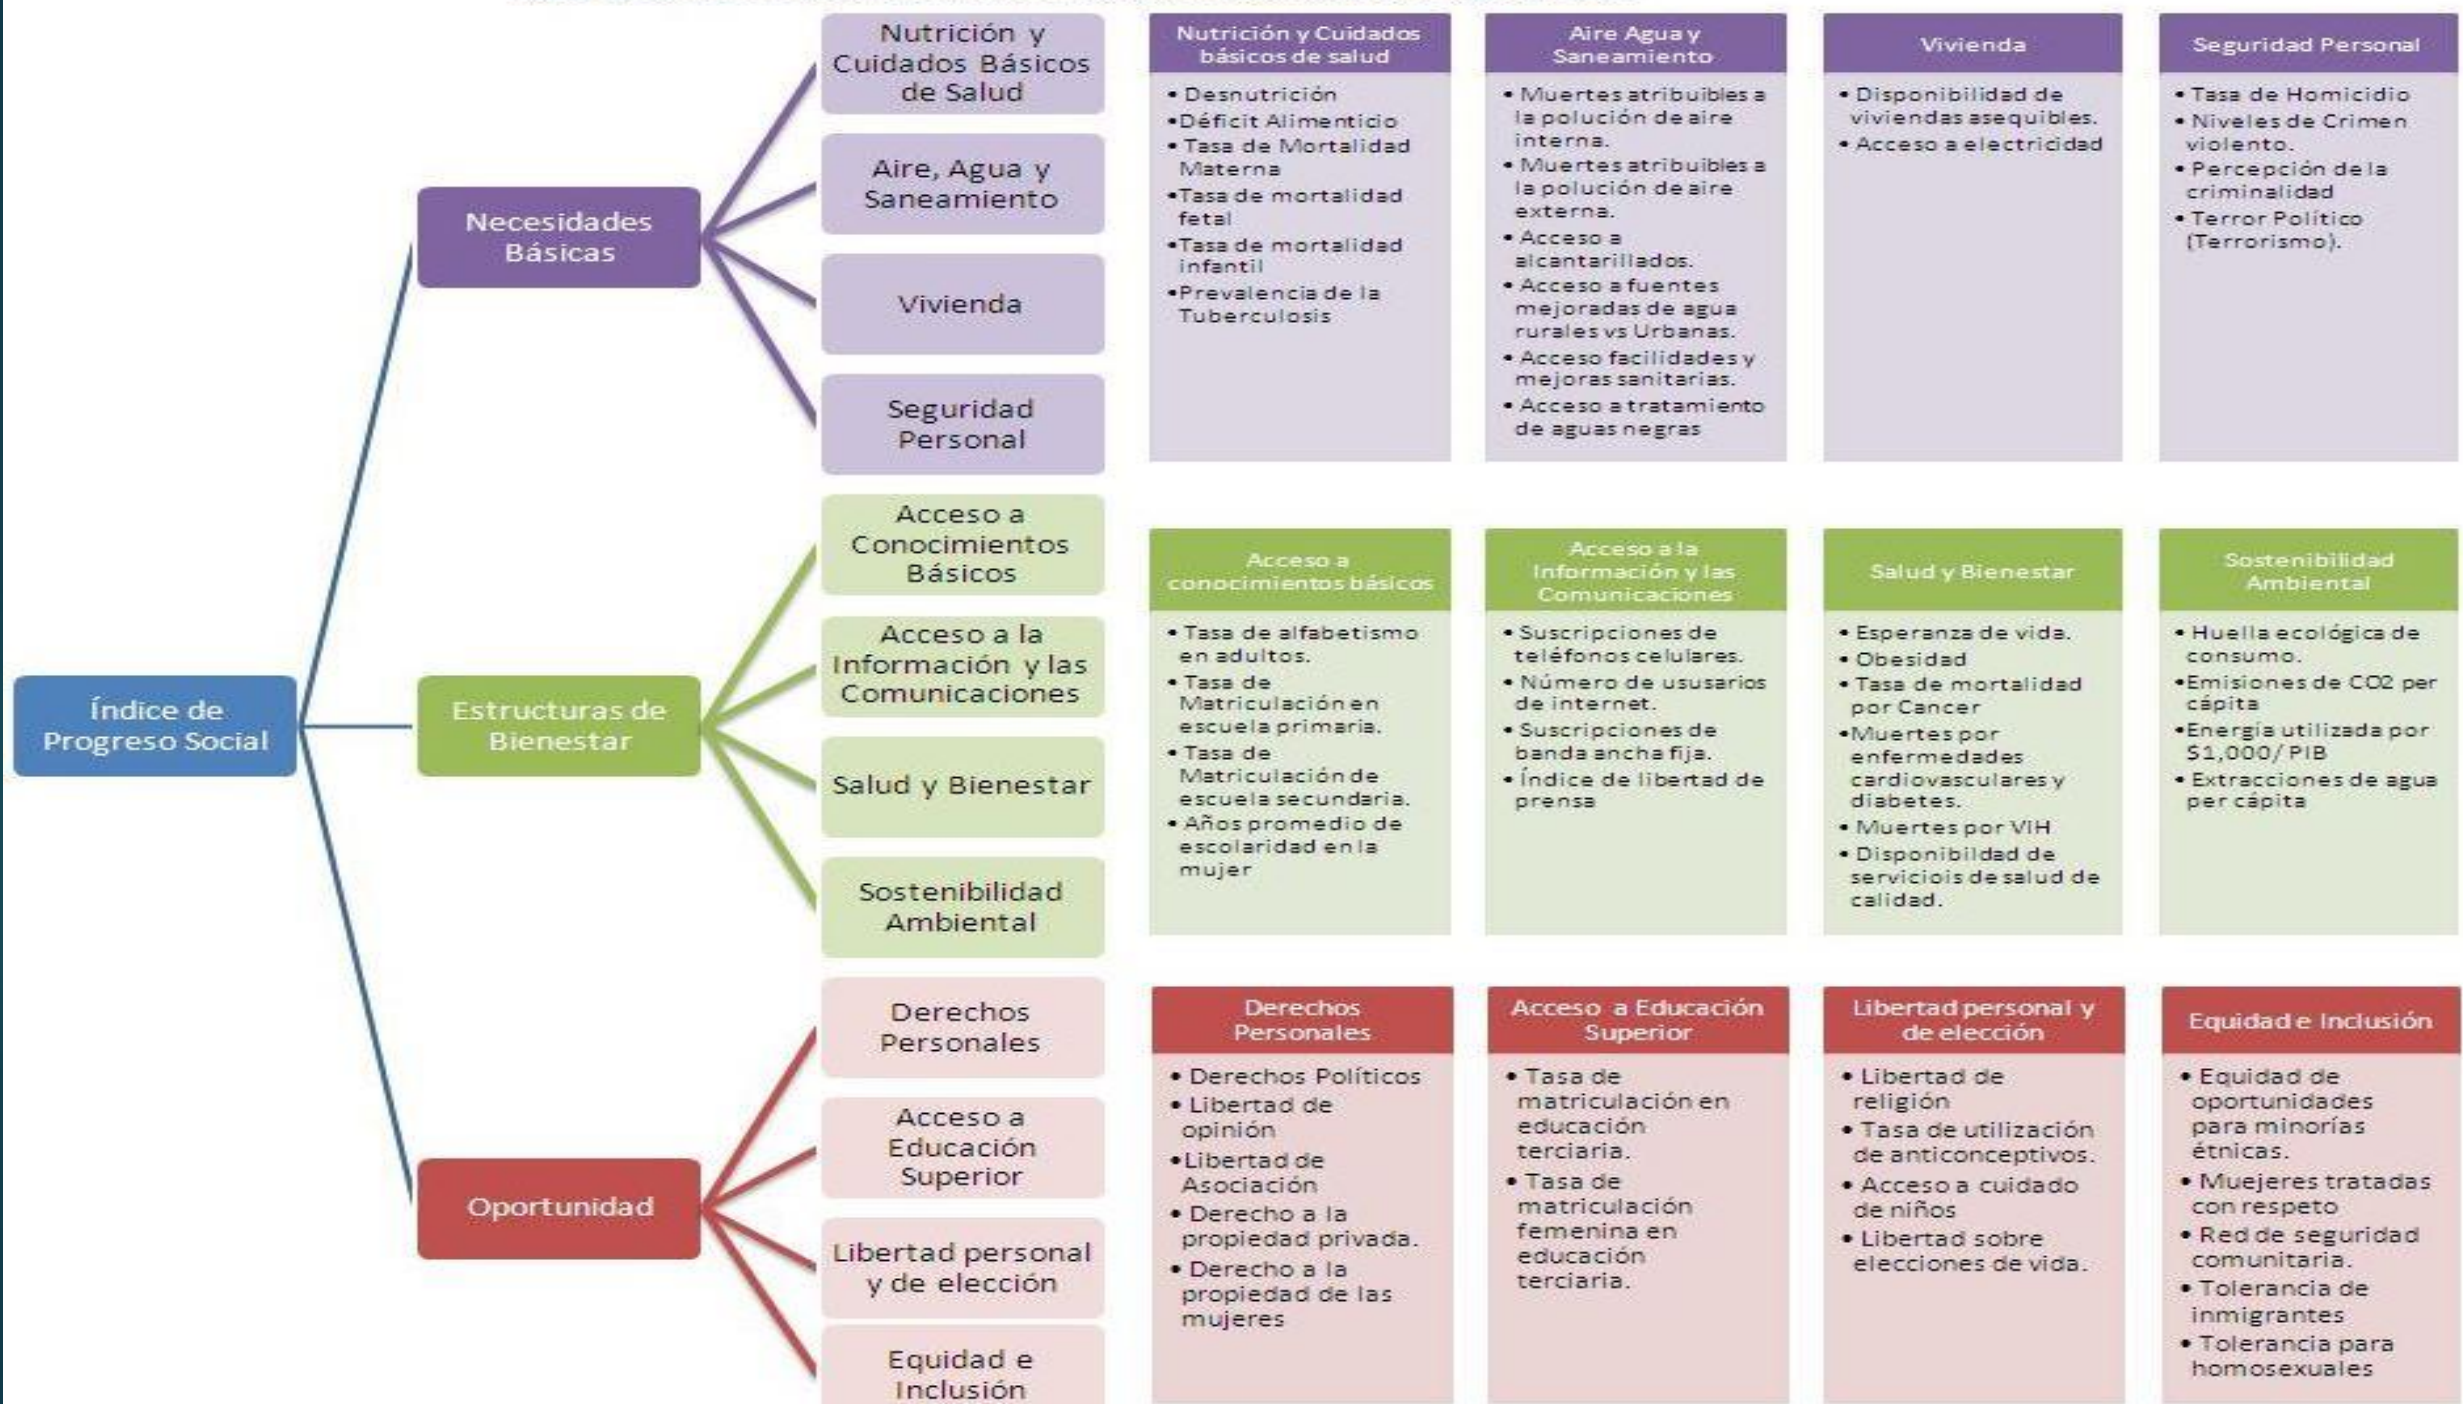 Índice de
Progreso Social
Necesidades
Básicas
Nutrición y
Cuidados Básicos
de Salud
Aire, Agua y
Saneamiento
Vivienda
Seguridad
Personal
Estructuras de
Bienestar
Acceso a
Conocimientos
Básicos
Acceso a la
Información y las
Comunicaciones
Salud y Bienestar
Sostenibilidad
Ambiental
Oportunidad
Derechos
Personales
Acceso a
Educación
Superior
Libertad personal
y de elección
Equidad e
Inclusión
Nutrición y Cuidados
básicos de salud
• Desnutrición
•Déficit Alimenticio
• Tasa de Mortalidad
Materna
•Tasa de mortalidad
fetal
•Tasa de mortalidad
infantil
•Prevalencia de la
Tuberculosis
Aire Agua y
Saneamiento
• Muertes atribuibles a
la polución de aire
interna.
• Muertes atribuibles a
la polución de aire
externa.
• Acceso a
alcantarillados.
• Acceso a fuentes
mejoradas de agua
rurales vs Urbanas.
• Acceso facilidades y
mejoras sanitarias.
• Acceso a tratamiento
de aguas negras
Vivienda
• Disponibilidad de
viviendas asequibles.
• Acceso a electricidad
Seguridad Personal
• Tasa de Homicidio
• Niveles de Crimen
violento.
• Percepción de la
criminalidad
• Terror Político
(Terrorismo).
Acceso a
conocimientos básicos
• Tasa de alfabetismo
en adultos.
• Tasa de
Matriculación en
escuela primaria.
• Tasa de
Matriculación de
escuela secundaria.
• Años promedio de
escolaridad en la
mujer
Acceso a la
Información y las
Comunicaciones
• Suscripciones de
teléfonos celulares.
• Número de ususarios
de internet.
• Suscripciones de
banda ancha fija.
• Índice de libertad de
prensa
Salud y Bienestar
• Esperanza de vida.
• Obesidad
• Tasa de mortalidad
por Cancer
•Muertes por
enfermedades
cardiovasculares y
diabetes.
• Muertes por VIH
• Disponibildad de
serviciois de salud de
calidad.
Sostenibilidad
Ambiental
• Huella ecológica de
consumo.
•Emisiones de CO2 per
cápita
•Energía utilizada por
$1,000/ PIB
• Extracciones de agua
per cápita
Derechos
Personales
• Derechos Políticos
• Libertad de
opinión
•Libertad de
Asociación
• Derecho a la
propiedad privada.
• Derecho a la
propiedad de las
mujeres
Acceso a Educación
Superior
• Tasa de
matriculación en
educación
terciaria.
• Tasa de
matriculación
femenina en
educación
terciaria.
Libertad personal y
de elección
• Libertad de
religión
• Tasa de utilización
de anticonceptivos.
• Acceso a cuidado
de niños
• Libertad sobre
elecciones de vida.
Equidad e Inclusión
• Equidad de
oportunidades
para minorías
étnicas.
• Muejeres tratadas
con respeto
• Red de seguridad
comunitaria.
• Tolerancia de
inmigrantes
• Tolerancia para
homosexuales